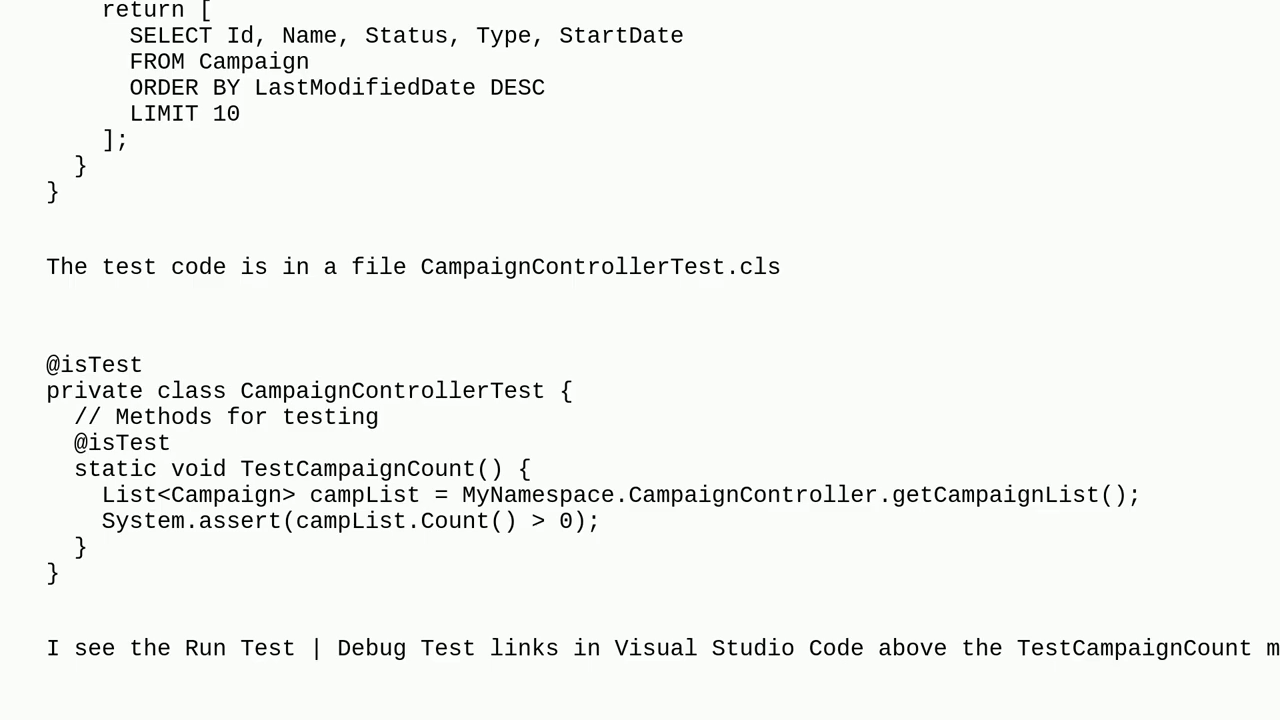 return [
SELECT Id, Name, Status, Type, StartDate
FROM Campaign
ORDER BY LastModifiedDate DESC
LIMIT 10
];
}
}
The test code is in a file CampaignControllerTest.cls
@isTest
private class CampaignControllerTest {
// Methods for testing
@isTest
static void TestCampaignCount() {
List<Campaign> campList = MyNamespace.CampaignController.getCampaignList();
System.assert(campList.Count() > 0);
}
}
I see the Run Test | Debug Test links in Visual Studio Code above the TestCampaignCount m